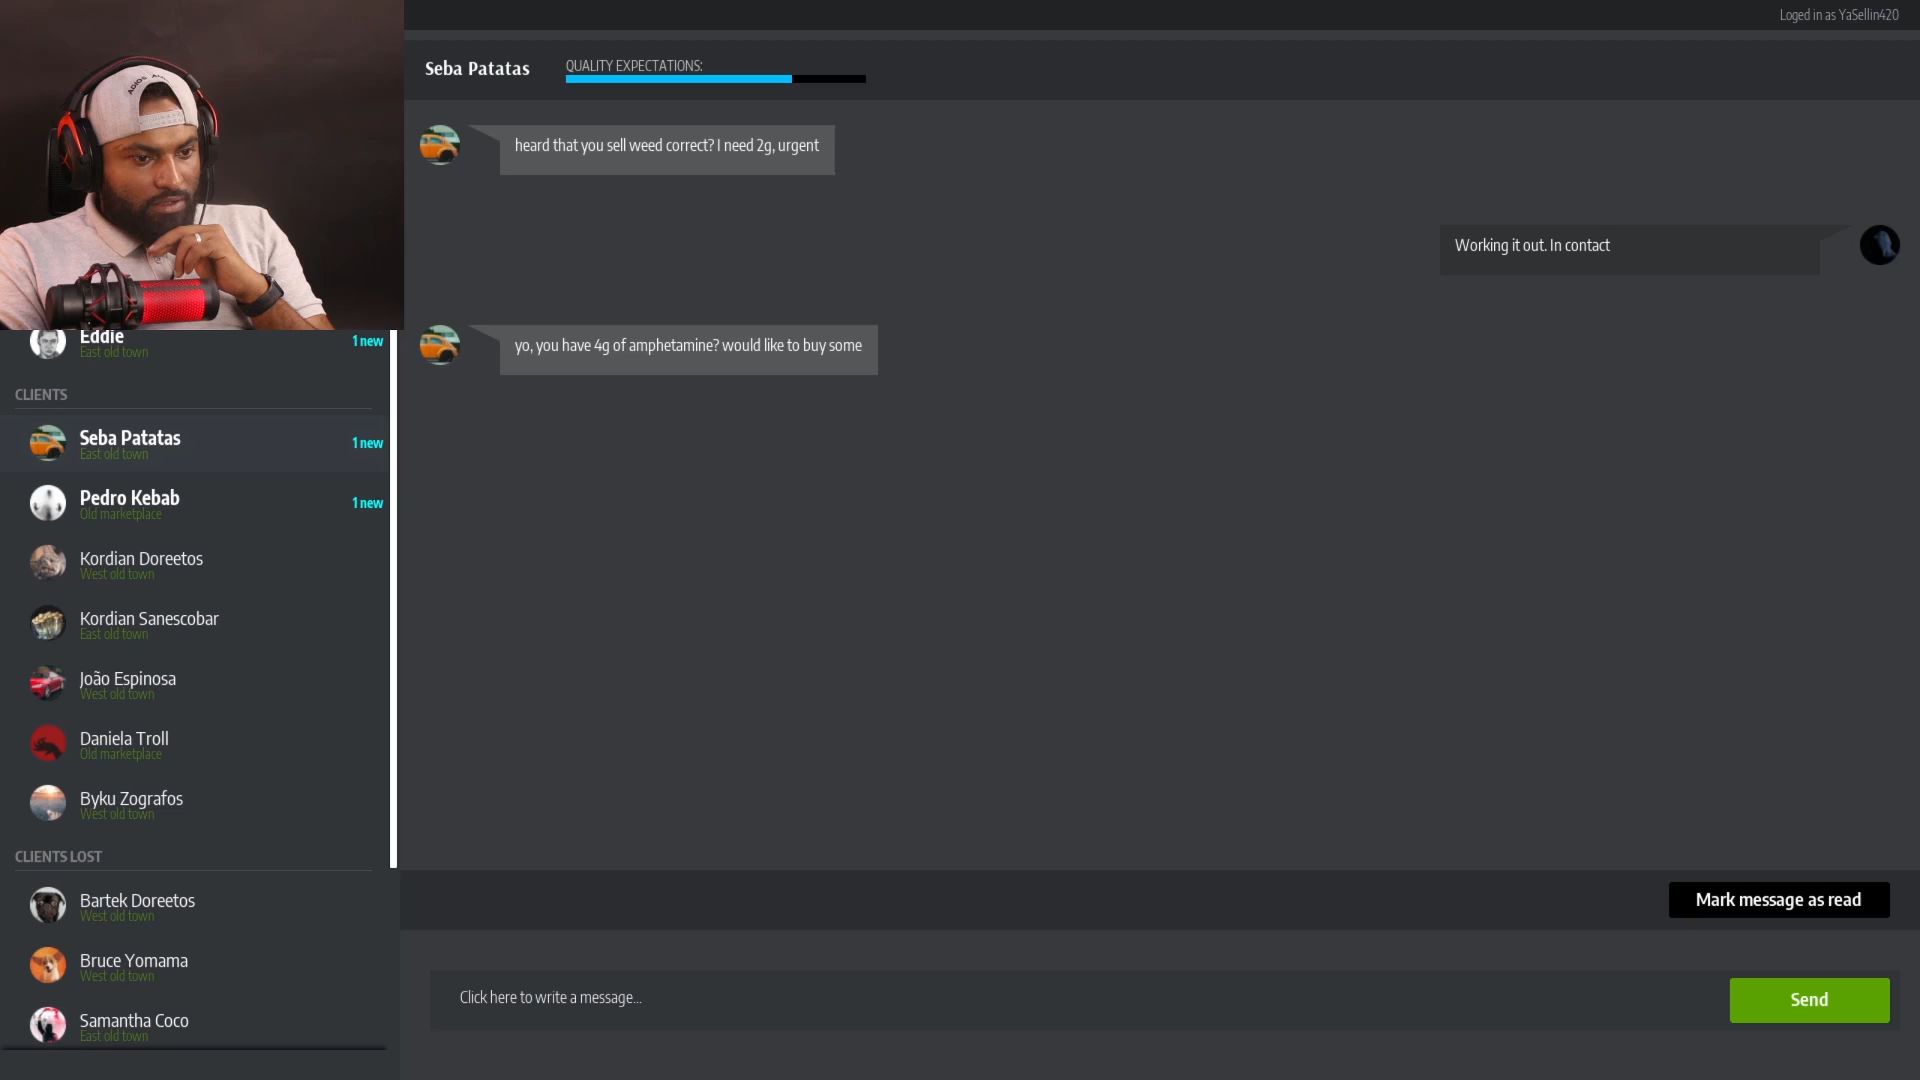 Loged in as YaSellin420
Seba Patatas
QUALITY EXPECTATIONS:
heard that you sell weed correct? I need 2g, urgent
Working it out. In contact
yo, you have 4g of amphetamine? would like to buy some
Eddie
East old town
1 new
CLIENTS
Seba Patatas
East old town
1 new
Pedro Kebab
Old marketplace
1 new
Kordian Doreetos
West old town
Kordian Sanescobar
East old town
João Espinosa
West old town
Daniela Troll
Old marketplace
Byku Zografos
West old town
CLIENTS LOST
Bartek Doreetos
West old town
Bruce Yomama
West old town
Samantha Coco
East old town
Mark message as read
Click here to write a message...
Send